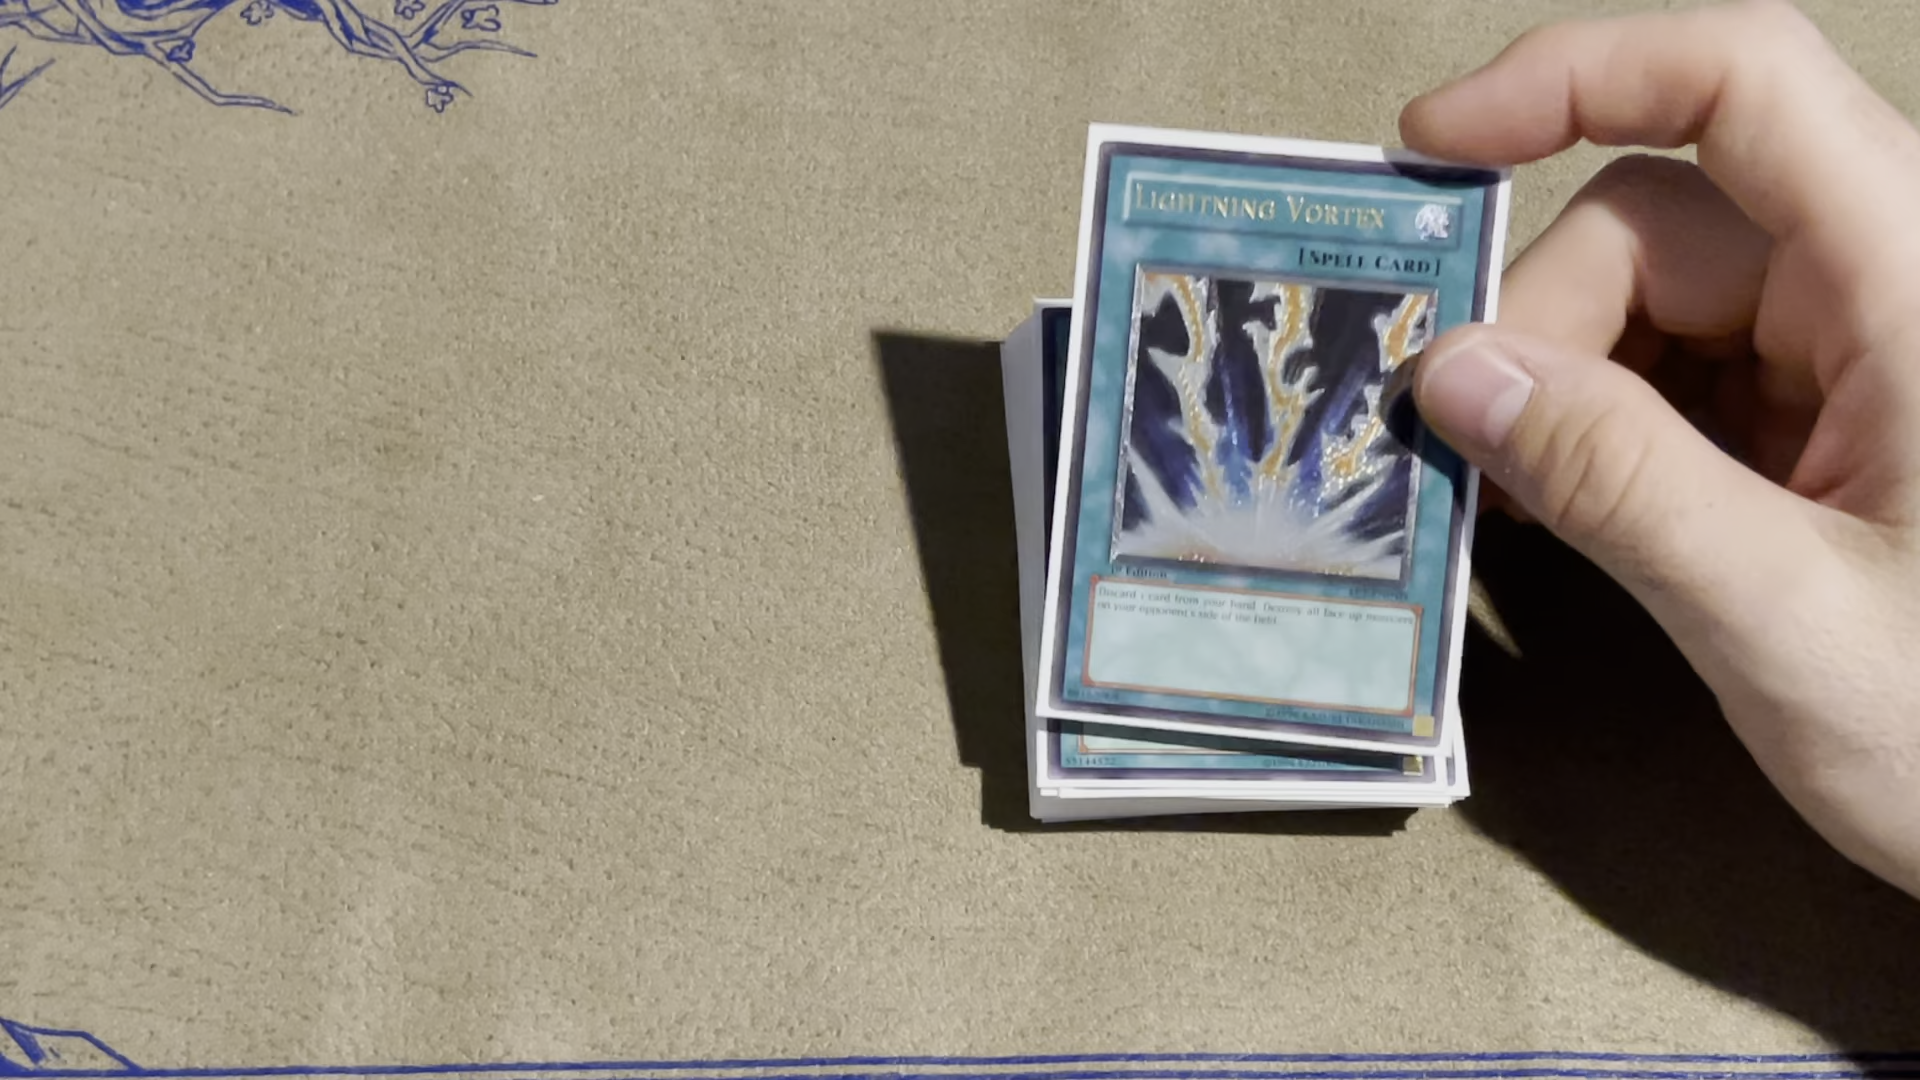 LIGHTNING VORTEX
[SPELL CARD]
1st Edition
Discard 1 card from your hand. Destroy all face-up monsters
on your opponent's side of the field.
55144522